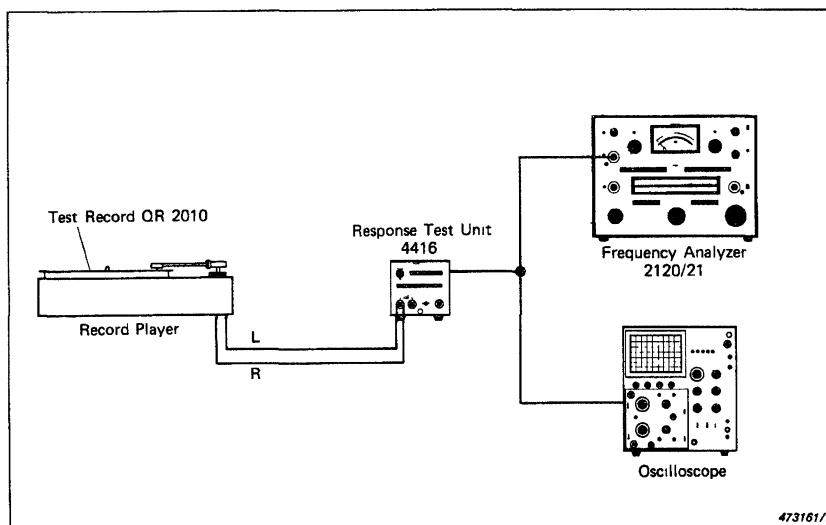 Test Record QR 2010
Response Test Unit
4416
Frequency Analyzer
2120/21
Record Player
L
R
Oscilloscope
473161/